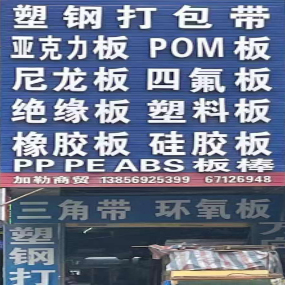 塑钢打包带
亚克力板 POM板
尼龙板 四氟板
绝缘板 塑料板
橡胶板 硅胶板
PP PE ABS 板棒
加勒商贸 13856925399 67126948
三角带 环氧板
塑钢打